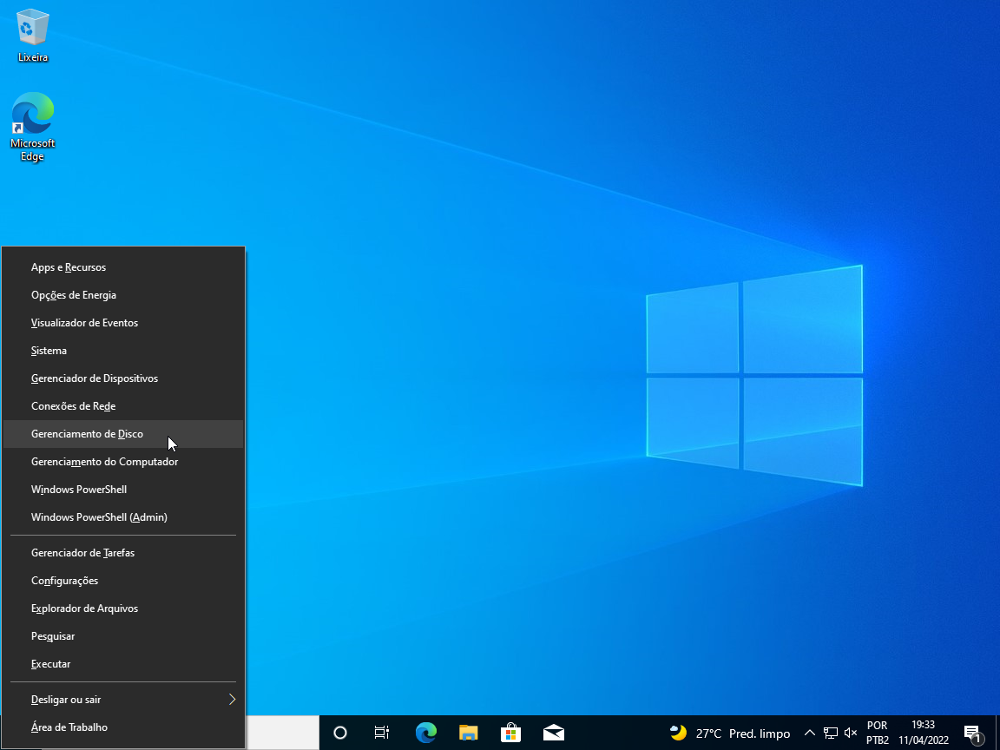 Lixeira
Microsoft
Edge
Apps e Recursos
Opções de Energia
Visualizador de Eventos
Sistema
Gerenciador de Dispositivos
Conexões de Rede
Gerenciamento de Disco
Gerenciamento do Computador
Windows PowerShell
Windows PowerShell (Admin)
Gerenciador de Tarefas
Configurações
Explorador de Arquivos
Pesquisar
Executar
Desligar ou sair
Área de Trabalho
27°C Pred. limpo
POR
PTB2
19:33
11/04/2022
1